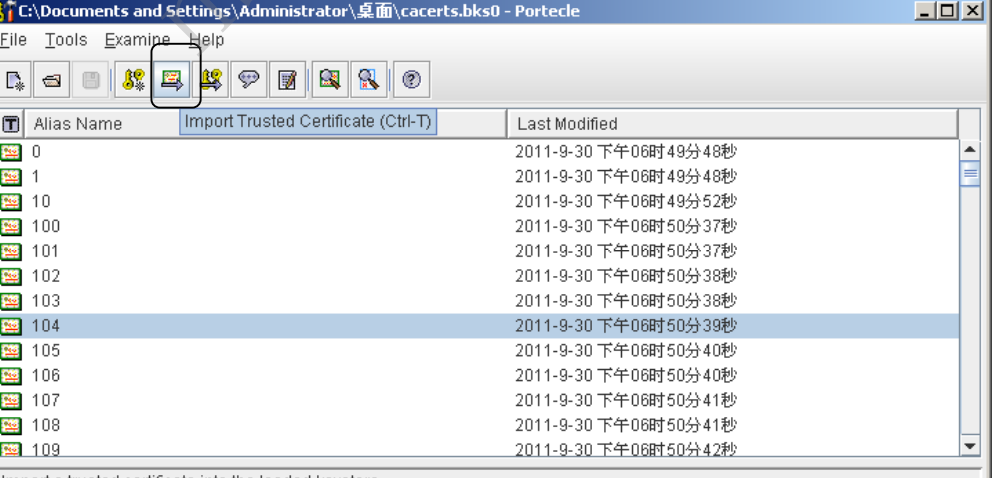 C:\Documents and Settings\Administrator\桌面\cacerts.bks0 - Portecle
File Tools Examine Help
Alias Name Import Trusted Certificate (Ctrl-T) Last Modified
0 2011-9-30 下午06时49分48秒
1 2011-9-30 下午06时49分48秒
10 2011-9-30 下午06时49分52秒
100 2011-9-30 下午06时50分37秒
101 2011-9-30 下午06时50分37秒
102 2011-9-30 下午06时50分38秒
103 2011-9-30 下午06时50分38秒
104 2011-9-30 下午06时50分39秒
105 2011-9-30 下午06时50分40秒
106 2011-9-30 下午06时50分40秒
107 2011-9-30 下午06时50分41秒
108 2011-9-30 下午06时50分41秒
109 2011-9-30 下午06时50分42秒
Import a trusted certificate into the loaded keystore